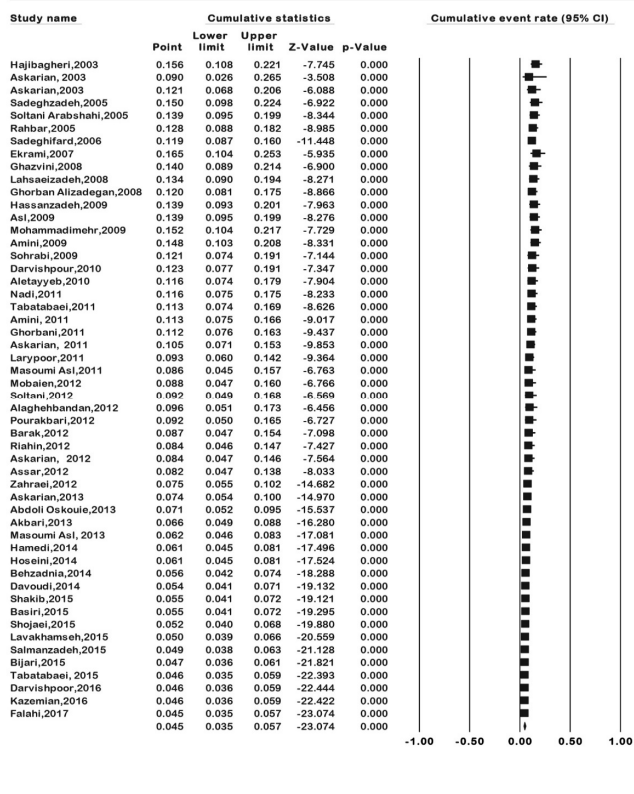 Study name Cumulative statistics Cumulative event rate (95% CI)
Lower Upper
Point limit limit Z-Value p-Value
Hajibagheri,2003 0.156 0.108 0.221 -7.745 0.000
Askarian, 2003 0.090 0.026 0.265 -3.508 0.000
Askarian,2003 0.121 0.068 0.206 -6.088 0.000
Sadeghzadeh,2005 0.150 0.098 0.224 -6.922 0.000
Soltani Arabshahi,2005 0.139 0.095 0.199 -8.344 0.000
Rahbar,2005 0.128 0.088 0.182 -8.985 0.000
Sadeghifard,2006 0.119 0.087 0.160 -11.448 0.000
Ekrami,2007 0.165 0.104 0.253 -5.935 0.000
Ghazvini,2008 0.140 0.089 0.214 -6.900 0.000
Lahsaeizadeh,2008 0.134 0.090 0.194 -8.271 0.000
Ghorban Alizadegan,2008 0.120 0.081 0.175 -8.866 0.000
Hassanzadeh,2009 0.139 0.093 0.201 -7.963 0.000
Asl,2009 0.139 0.095 0.199 -8.276 0.000
Mohammadimehr,2009 0.152 0.104 0.217 -7.729 0.000
Amini,2009 0.148 0.103 0.208 -8.331 0.000
Sohrabi,2009 0.121 0.074 0.191 -7.144 0.000
Darvishpour,2010 0.123 0.077 0.191 -7.347 0.000
Aletayyeb,2010 0.116 0.074 0.179 -7.904 0.000
Nadi,2011 0.116 0.075 0.175 -8.233 0.000
Tabatabaei,2011 0.113 0.074 0.169 -8.626 0.000
Amini, 2011 0.113 0.075 0.166 -9.017 0.000
Ghorbani,2011 0.112 0.076 0.163 -9.437 0.000
Askarian, 2011 0.105 0.071 0.153 -9.853 0.000
Larypoor,2011 0.093 0.060 0.142 -9.364 0.000
Masoumi Asl,2011 0.086 0.045 0.157 -6.763 0.000
Mobaien,2012 0.088 0.047 0.160 -6.766 0.000
Soltani,2012 0.092 0.049 0.168 -6.569 0.000
Alaghehbandan,2012 0.096 0.051 0.173 -6.456 0.000
Pourakbari,2012 0.092 0.050 0.165 -6.727 0.000
Barak,2012 0.087 0.047 0.154 -7.098 0.000
Riahin,2012 0.084 0.046 0.147 -7.427 0.000
Askarian, 2012 0.084 0.047 0.146 -7.564 0.000
Assar,2012 0.082 0.047 0.138 -8.033 0.000
Zahraei,2012 0.075 0.055 0.102 -14.682 0.000
Askarian,2013 0.074 0.054 0.100 -14.970 0.000
Abdoli Oskouie,2013 0.071 0.052 0.095 -15.537 0.000
Akbari,2013 0.066 0.049 0.088 -16.280 0.000
Masoumi Asl, 2013 0.062 0.046 0.083 -17.081 0.000
Hamedi,2014 0.061 0.045 0.081 -17.496 0.000
Hoseini,2014 0.061 0.045 0.081 -17.524 0.000
Behzadnia,2014 0.056 0.042 0.074 -18.288 0.000
Davoudi,2014 0.054 0.041 0.071 -19.132 0.000
Shakib,2015 0.055 0.041 0.072 -19.121 0.000
Basiri,2015 0.055 0.041 0.072 -19.295 0.000
Shojaei,2015 0.052 0.040 0.068 -19.880 0.000
Lavakhamseh,2015 0.050 0.039 0.066 -20.559 0.000
Salmanzadeh,2015 0.049 0.038 0.063 -21.128 0.000
Bijari,2015 0.047 0.036 0.061 -21.821 0.000
Tabatabaei, 2015 0.046 0.035 0.059 -22.393 0.000
Darvishpoor,2016 0.046 0.036 0.059 -22.444 0.000
Kazemian,2016 0.046 0.036 0.059 -22.422 0.000
Falahi,2017 0.045 0.035 0.057 -23.074 0.000
0.045 0.035 0.057 -23.074 0.000
-1.00 -0.50 0.00 0.50 1.00